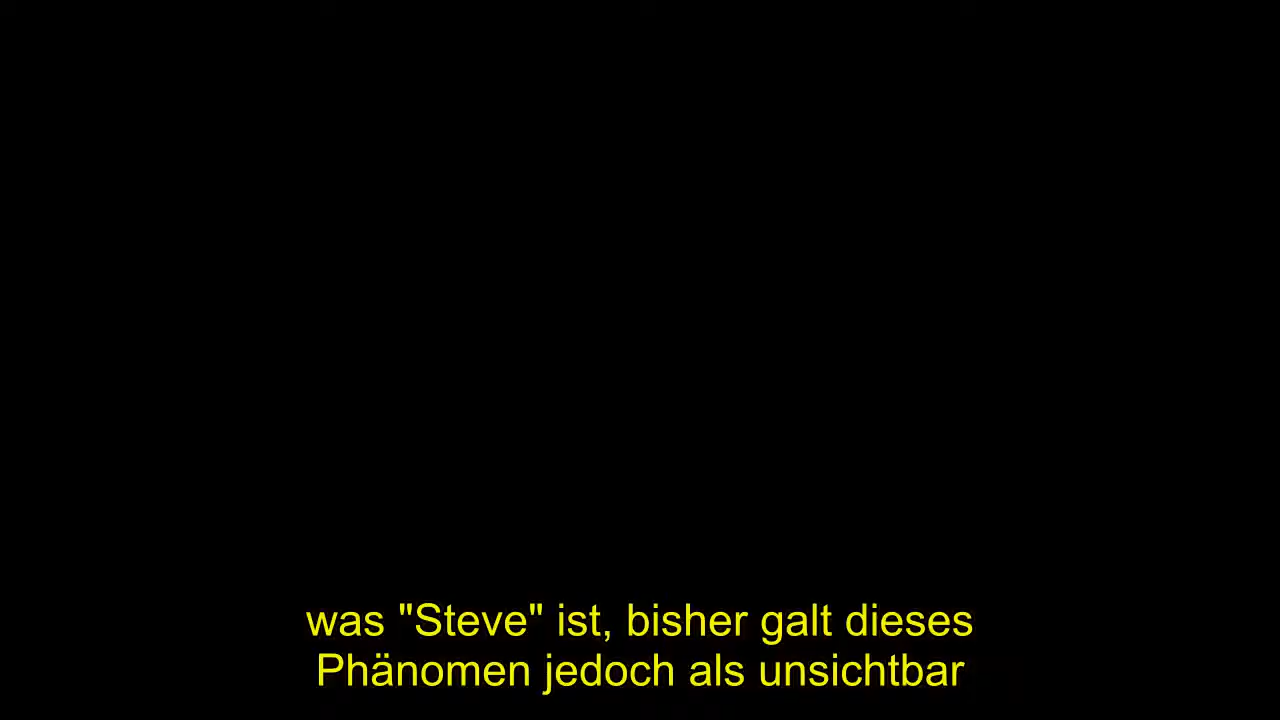 was "Steve" ist, bisher galt dieses
Phänomen jedoch als unsichtbar